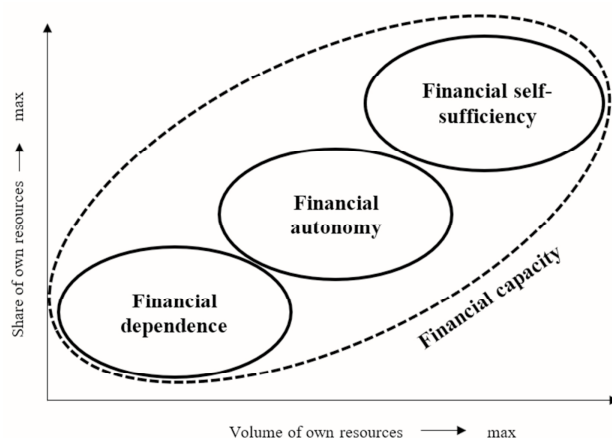 Share of own resources → max
Financial self-
sufficiency
Financial
autonomy
Financial
dependence
Financial capacity
Volume of own resources → max